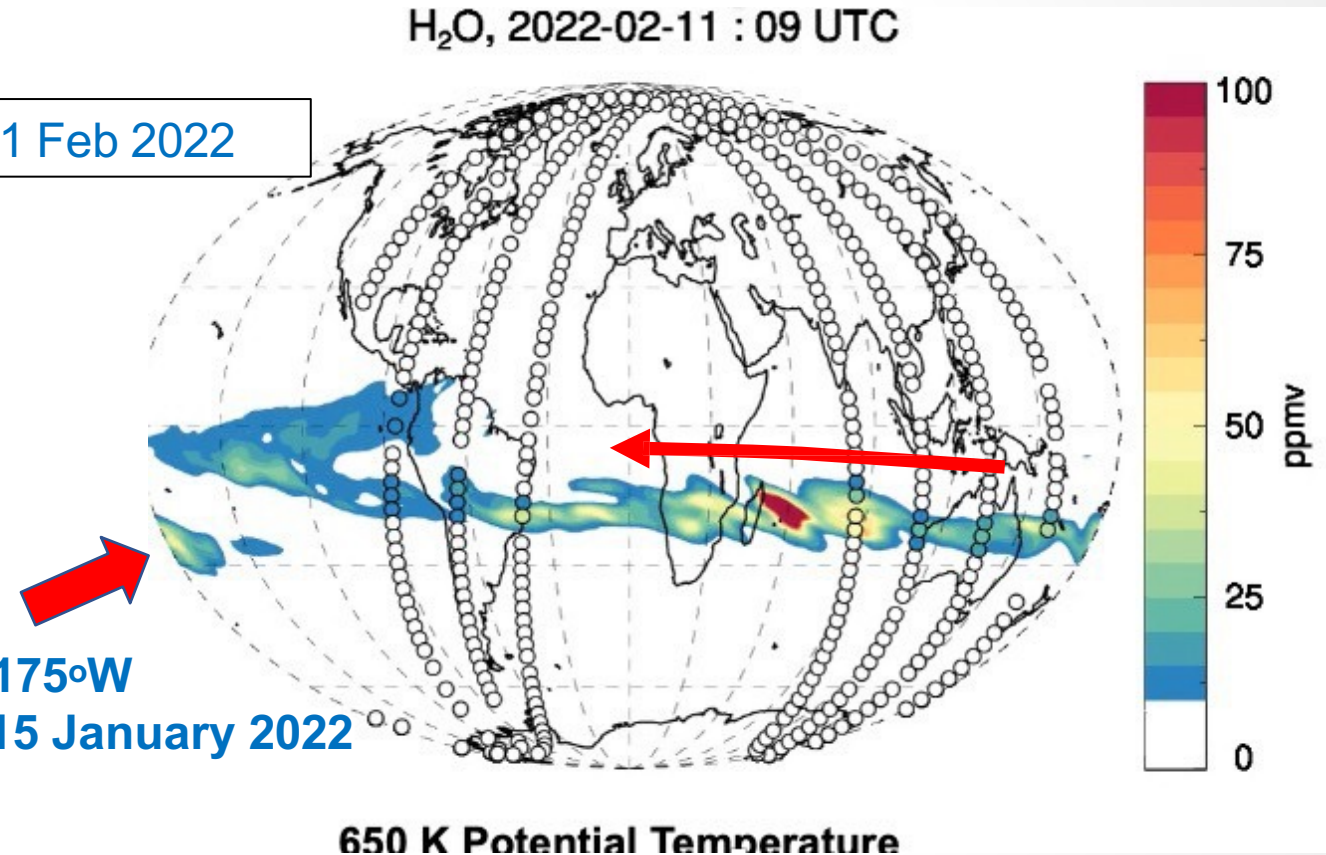 H₂O, 2022-02-11 : 09 UTC
1 Feb 2022
100
75
50
25
0
ppmv
175ºW
15 January 2022
650 K Potential Temperature